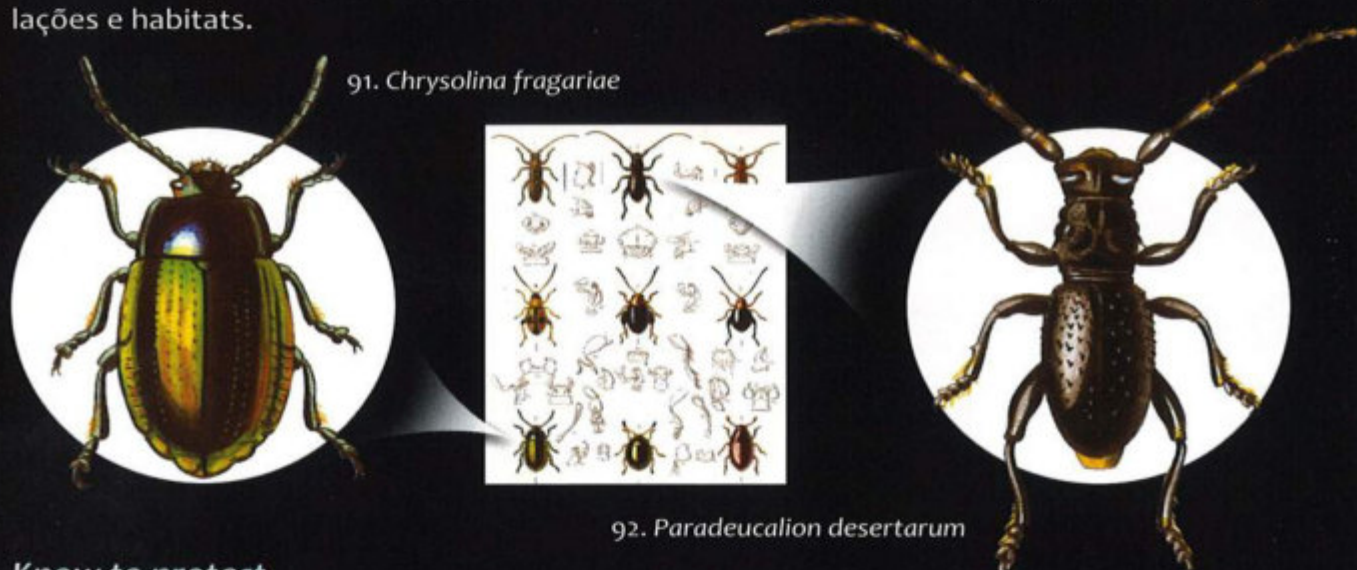 lações e habitats.
91. Chrysolina fragariae
92. Paradeucalion desertarum
Know to protect